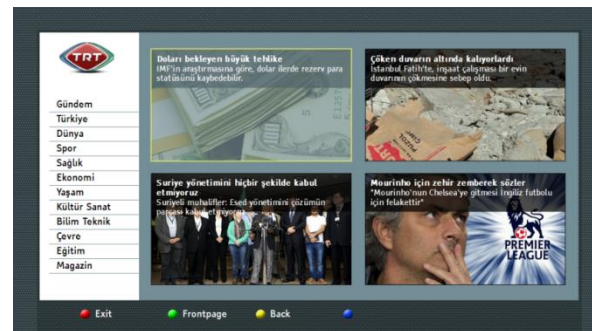 TRT
Gündem
Türkiye
Dünya
Spor
Sağlık
Ekonomi
Yaşam
Kültür Sanat
Bilim Teknik
Çevre
Eğitim
Magazin
Doları bekleyen büyük tehlike
IMF'in araştırmasına göre, dolar ilerde rezerv para
statüsünü kaybedebilir.
Çöken duvarın altında kalıyorlardı
İstanbul Fatih'te, inşaat çalışması bir evin
duvarının çökmesine sebep oldu.
Suriye yönetimini hiçbir şekilde kabul
etmiyoruz
Suriyeli muhalifler: Esed yönetimini çözümün
parçası kabul etmiyoruz
Mourinho için zehir zemberek sözler
"Mourinho'nun Chelsea'ye gitmesi İngiliz futbolu
için felakettir"
PREMIER
LEAGUE
Exit
Frontpage
Back